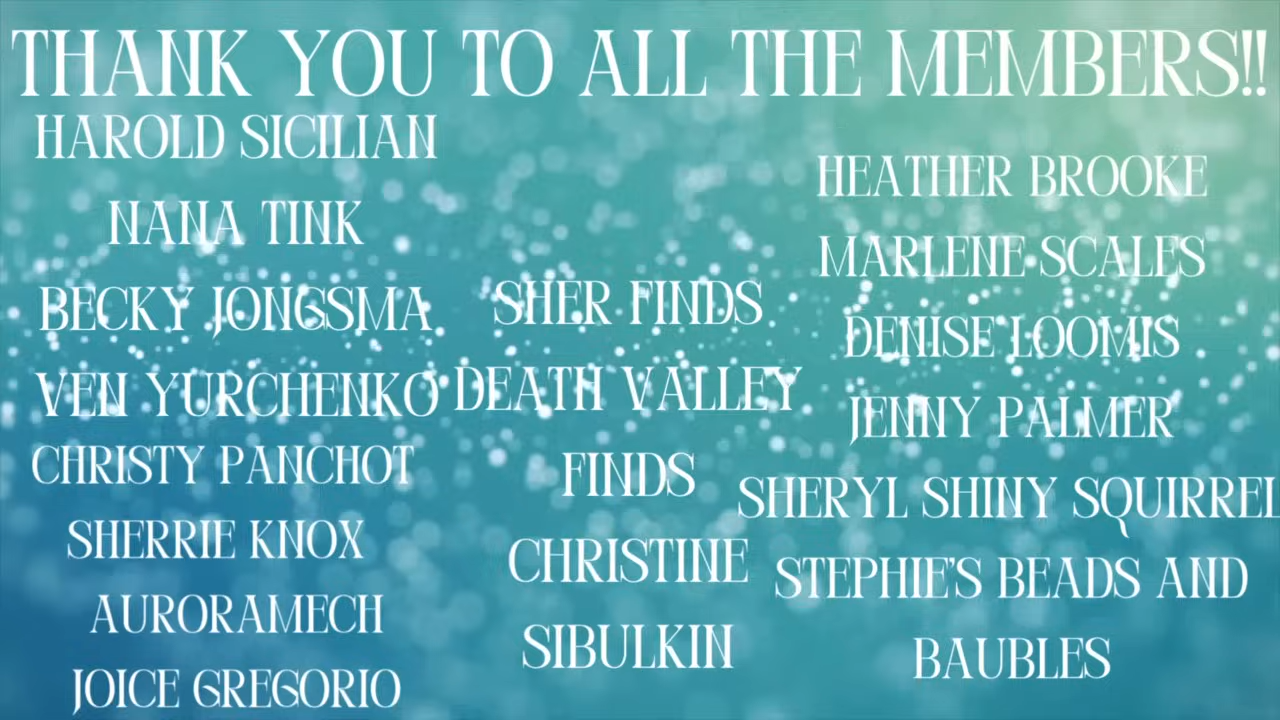 THANK YOU TO ALL THE MEMBERS!!
HAROLD SICILIAN
NANA TINK
BECKY JONGSMA
VEN YURCHENKO
CHRISTY PANCHOT
SHERRIE KNOX
AURORAMECH
JOICE GREGORIO
SHER FINDS
DEATH VALLEY
FINDS
CHRISTINE
SIBULKIN
HEATHER BROOKE
MARLENE SCALES
DENISE LOOMIS
JENNY PALMER
SHERYL SHINY SQUIRREL
STEPHIE'S BEADS AND
BAUBLES